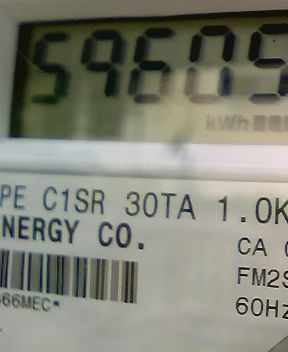 59605
kWh
PE C1SR 30TA 1.0K
NERGY CO.
CA
FM2S
66MEC*
60Hz